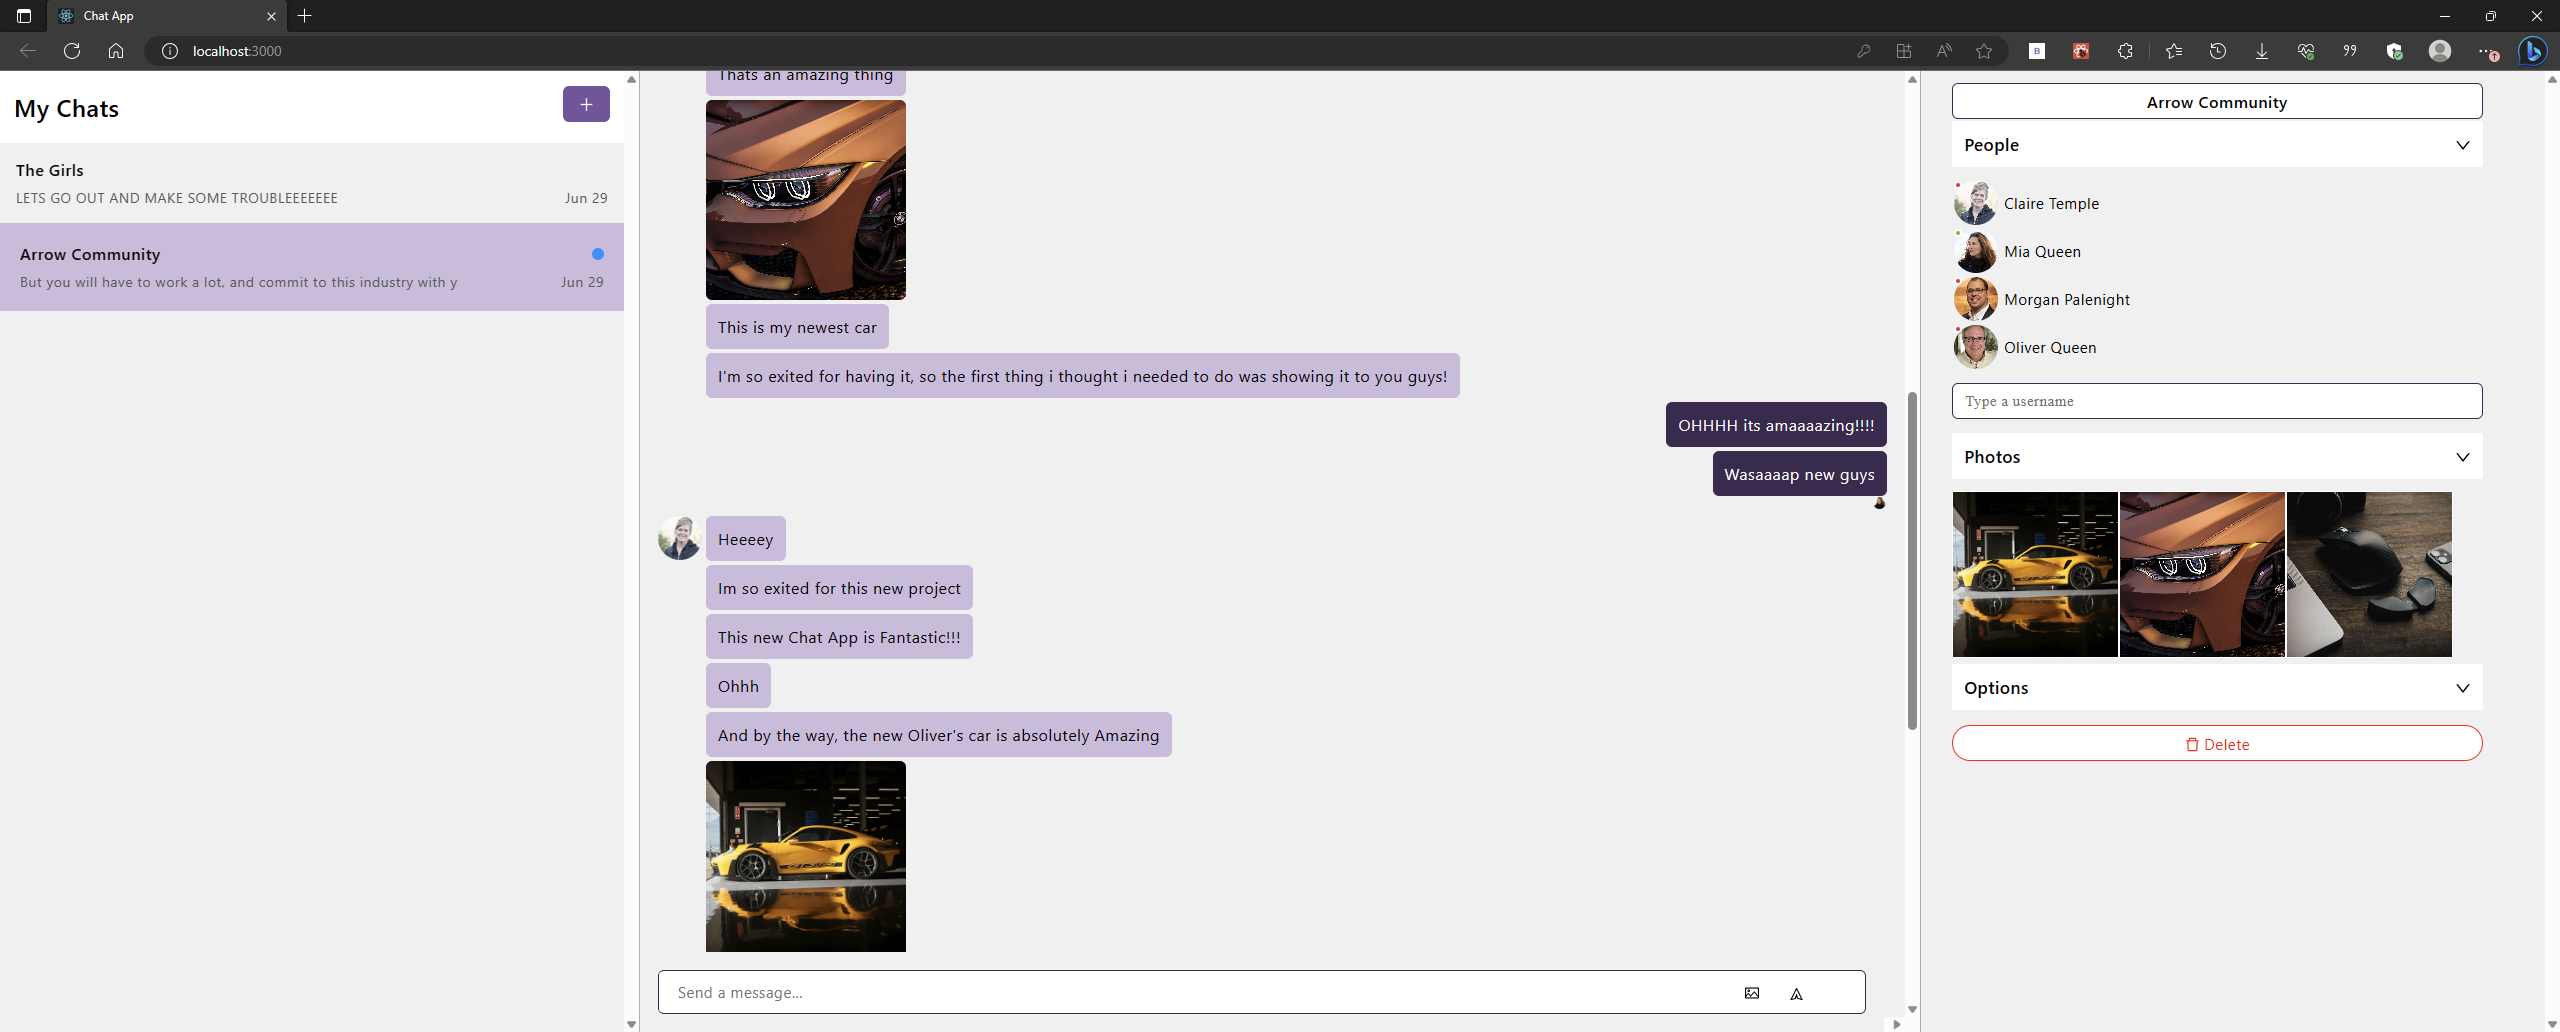 Chat App
localhost:3000
My Chats
+
The Girls
LETS GO OUT AND MAKE SOME TROUBLEEEEEEE
Jun 29
Arrow Community
But you will have to work a lot, and commit to this industry with y
Jun 29
Thats an amazing thing
This is my newest car
I'm so exited for having it, so the first thing i thought i needed to do was showing it to you guys!
OHHHH its amaaaazing!!!!
Wasaaaap new guys
Heeeey
Im so exited for this new project
This new Chat App is Fantastic!!!
Ohhh
And by the way, the new Oliver's car is absolutely Amazing
Send a message...
Arrow Community
People
Claire Temple
Mia Queen
Morgan Palenight
Oliver Queen
Type a username
Photos
Options
Delete